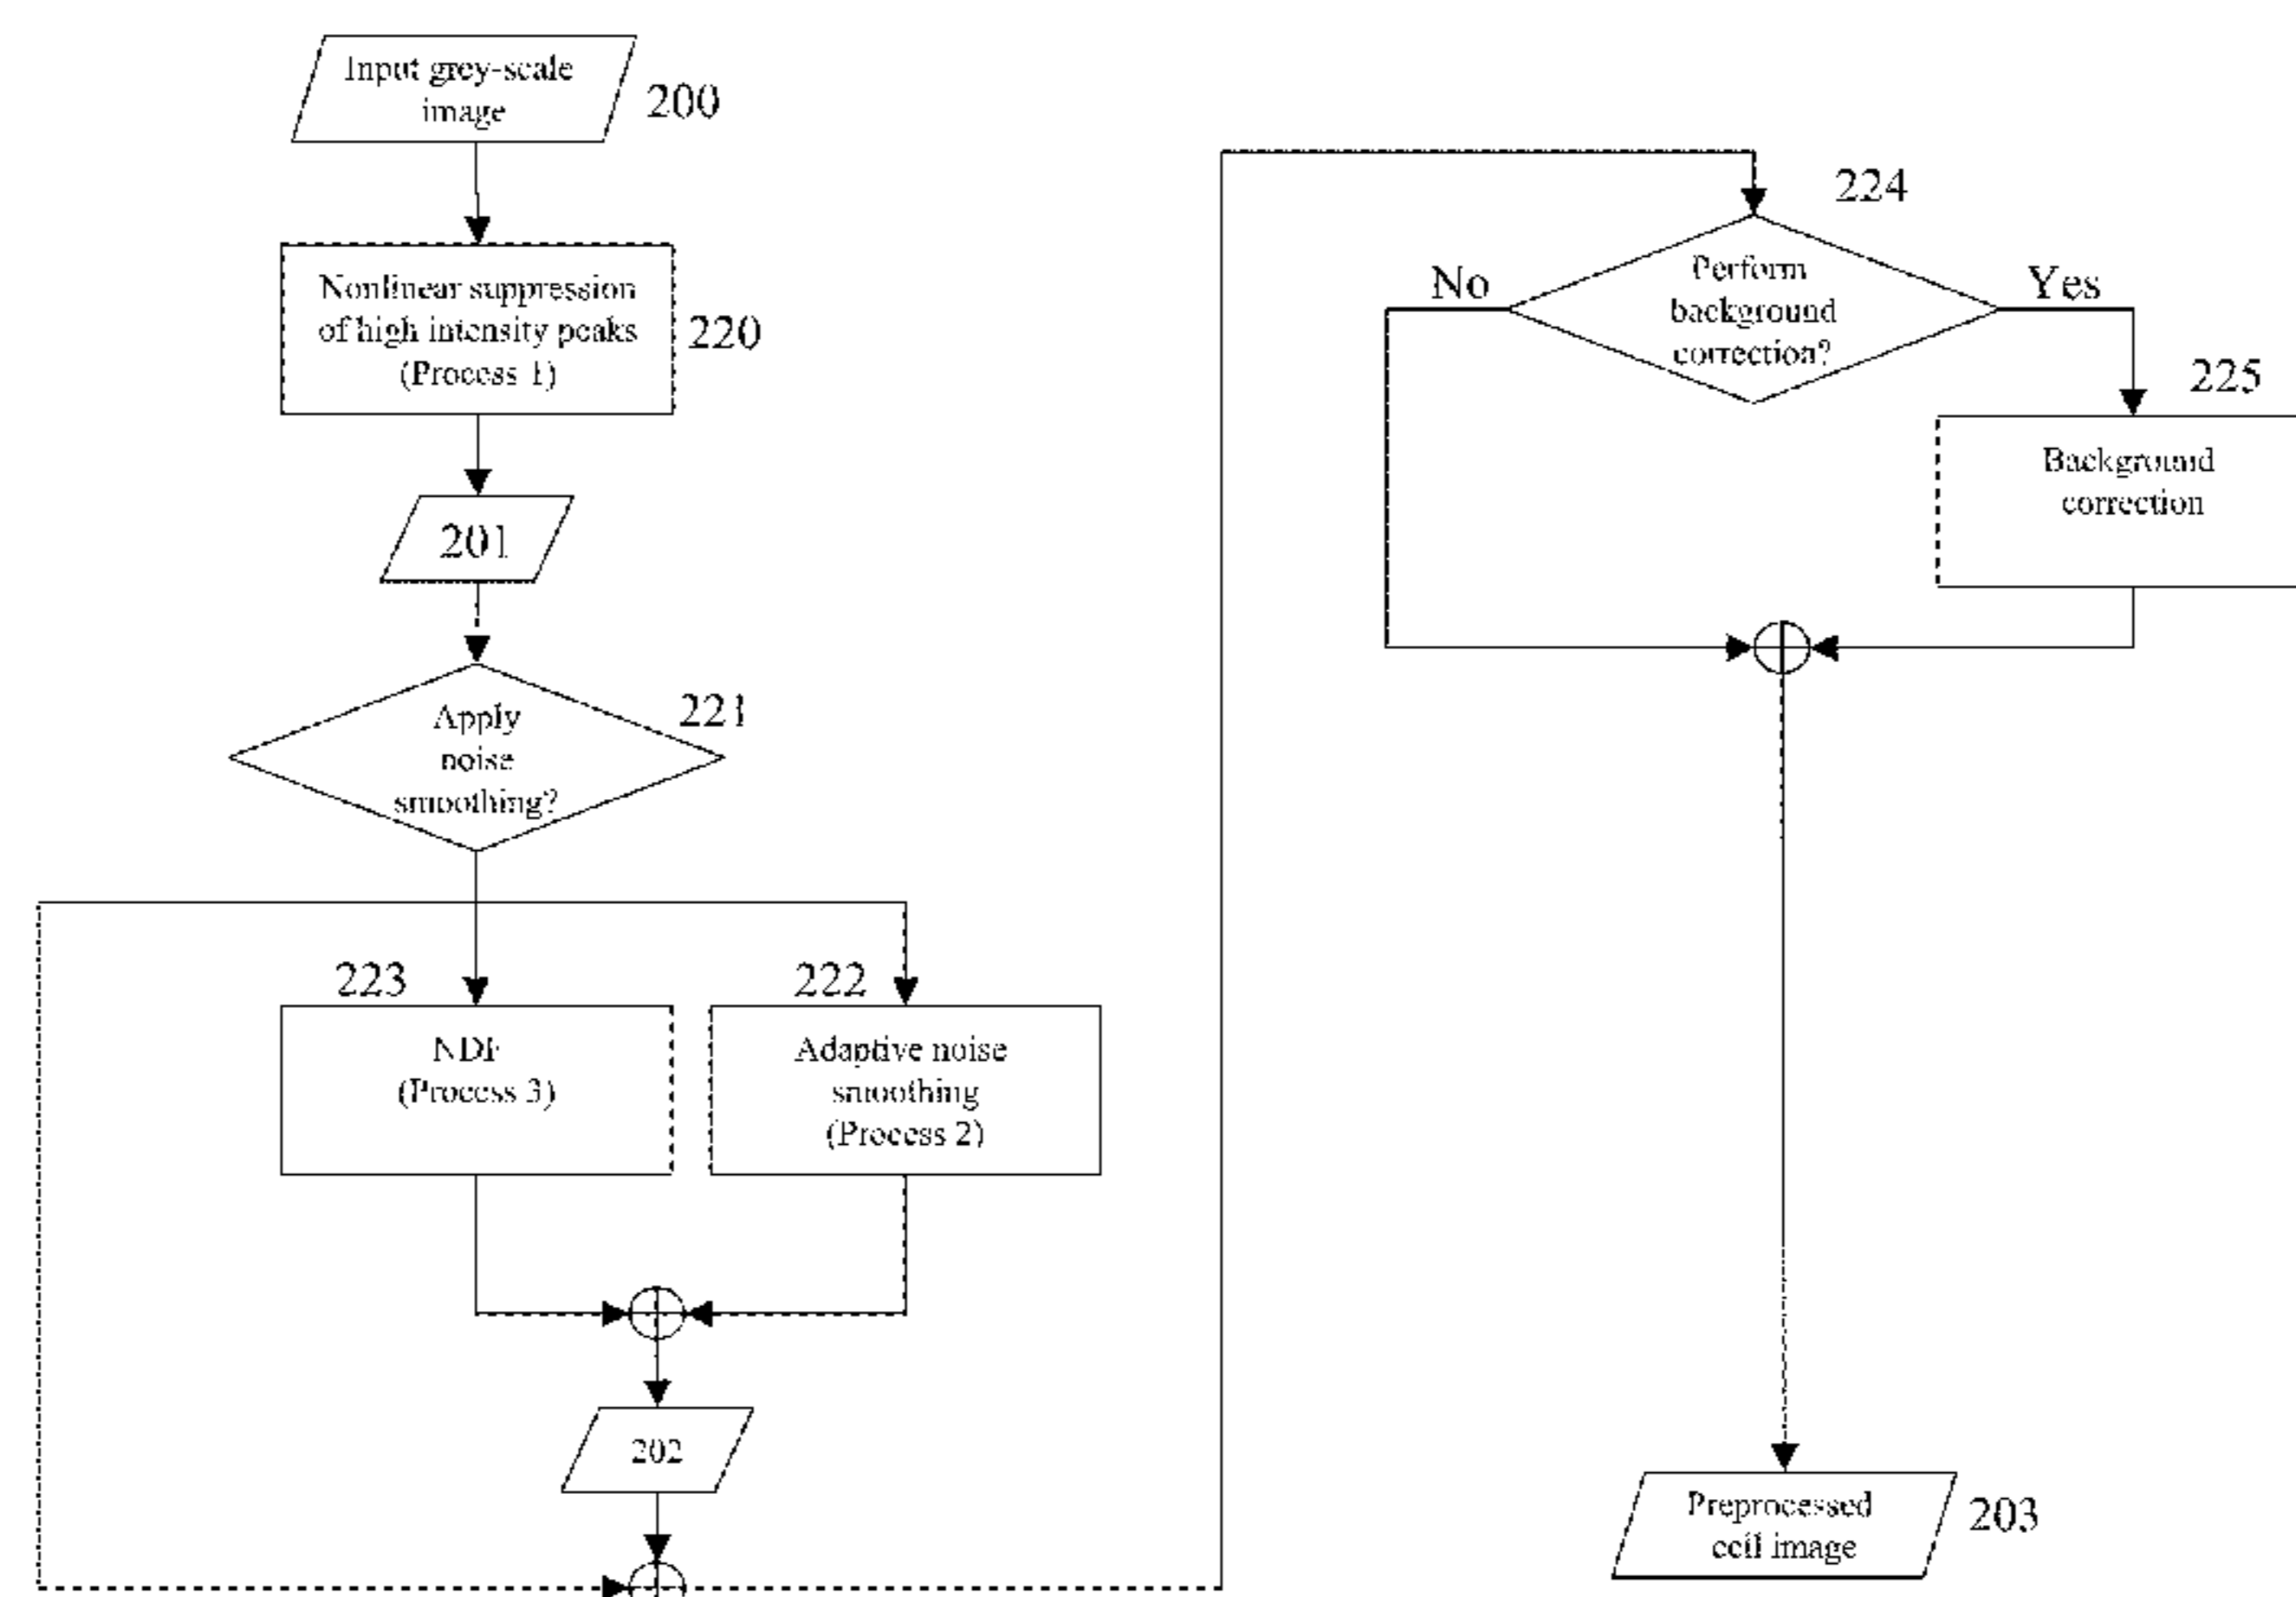 Input grey-scale
image
200
Nonlinear suppression
of high intensity peaks
(Process 1)
220
201
Apply
noise
smoothing?
221
223
NDF
(Process 3)
222
Adaptive noise
smoothing
(Process 2)
202
224
Perform
background
correction?
No
Yes
225
Background
correction
Preprocessed
cell image
203